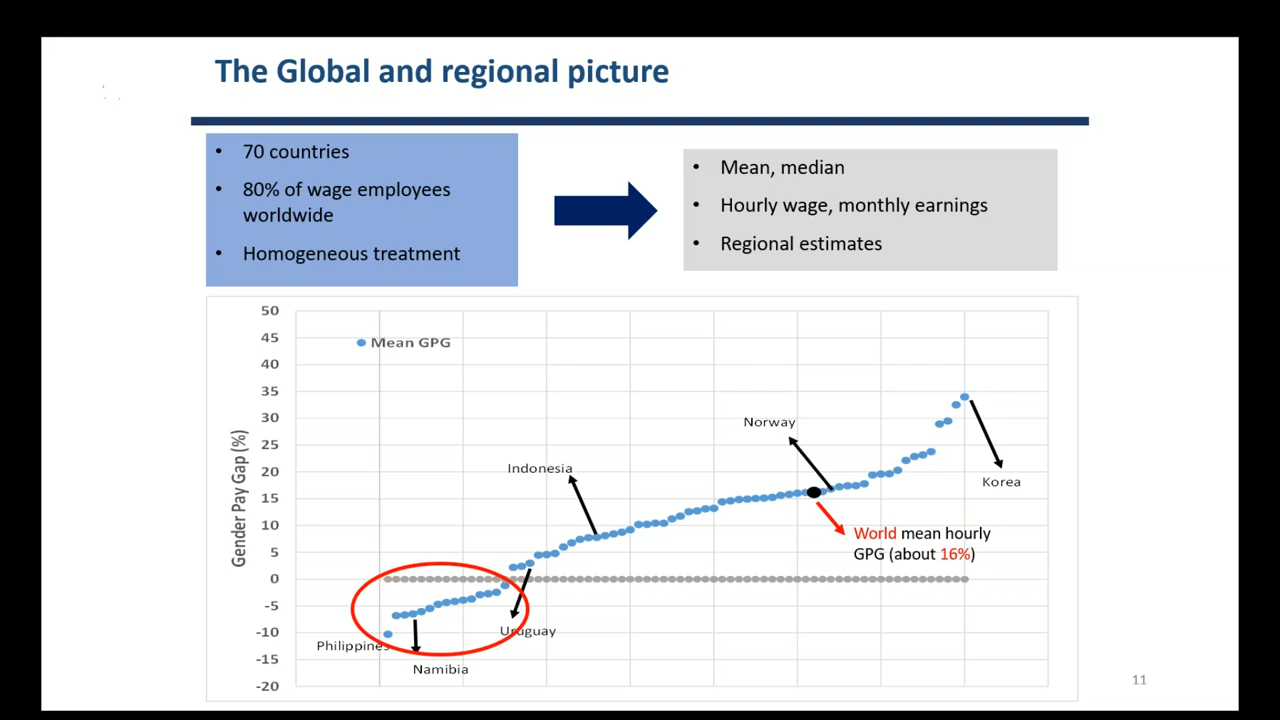 The Global and regional picture
• 70 countries
• 80% of wage employees
worldwide
• Homogeneous treatment
• Mean, median
• Hourly wage, monthly earnings
• Regional estimates
50
45
40
35
30
25
20
15
10
5
0
-5
-10
-15
-20
Gender Pay Gap (%)
Mean GPG
Norway
Indonesia
Korea
World mean hourly
GPG (about 16%)
Uruguay
Philippines
Namibia
11